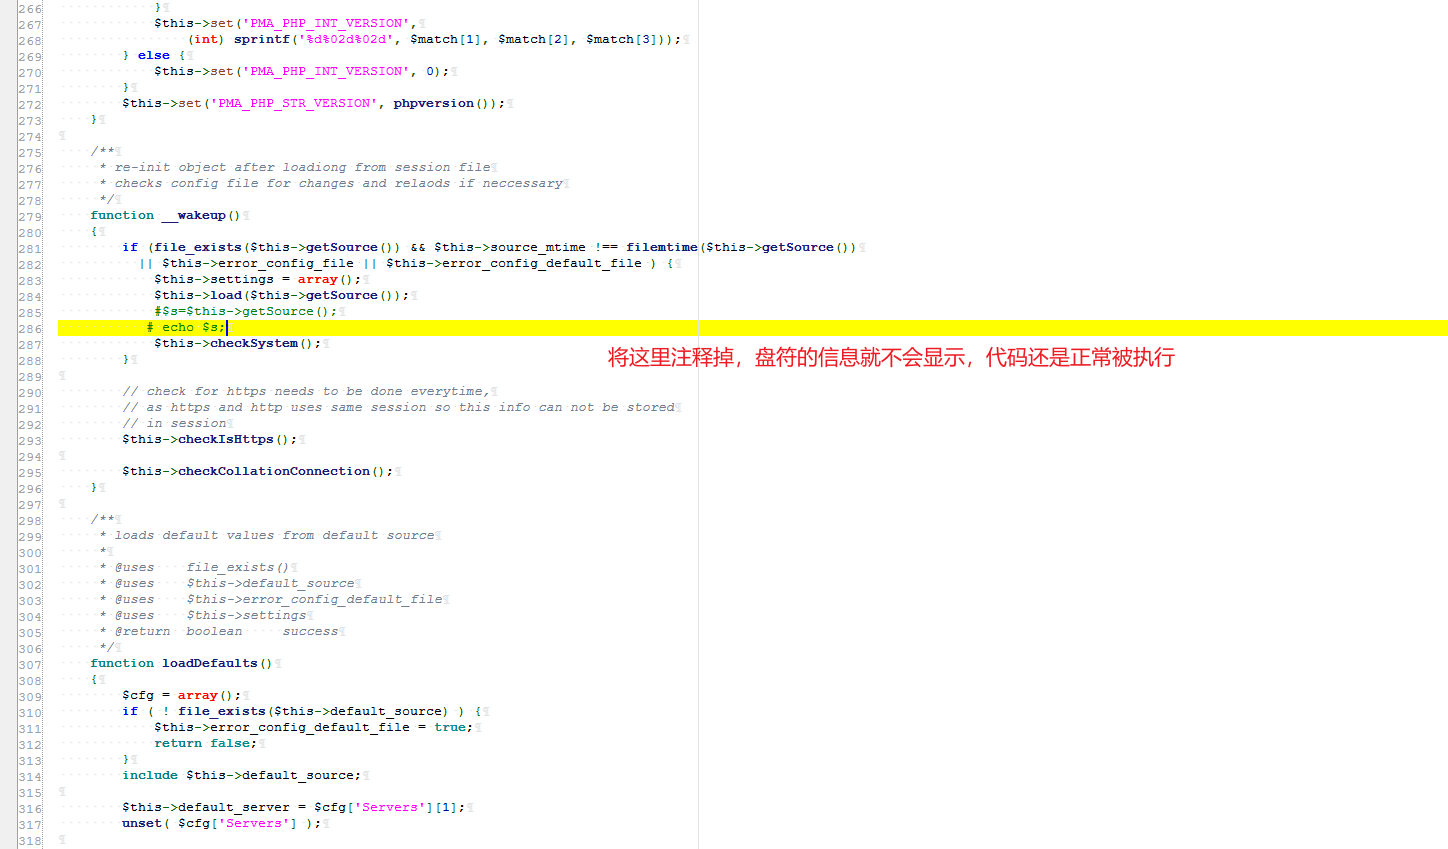 266 }
267 $this->set('PMA_PHP_INT_VERSION',
268 (int) sprintf('%d%02d%02d', $match[1], $match[2], $match[3]));
269 } else {
270 $this->set('PMA_PHP_INT_VERSION', 0);
271 }
272 $this->set('PMA_PHP_STR_VERSION', phpversion());
273 }
274
275 /**
276 * re-init object after loadiong from session file
277 * checks config file for changes and relaods if neccessary
278 */
279 function __wakeup()
280 {
281 if (file_exists($this->getSource()) && $this->source_mtime !== filemtime($this->getSource())
282 || $this->error_config_file || $this->error_config_default_file ) {
283 $this->settings = array();
284 $this->load($this->getSource());
285 #$s=$this->getSource();
286 # echo $s;
287 $this->checkSystem();
将这里注释掉，盘符的信息就不会显示，代码还是正常被执行
288 }
289
290 // check for https needs to be done everytime,
291 // as https and http uses same session so this info can not be stored
292 // in session
293 $this->checkIsHttps();
294
295 $this->checkCollationConnection();
296 }
297
298 /**
299 * loads default values from default source
300 *
301 * @uses file_exists()
302 * @uses $this->default_source
303 * @uses $this->error_config_default_file
304 * @uses $this->settings
305 * @return boolean success
306 */
307 function loadDefaults()
308 {
309 $cfg = array();
310 if ( ! file_exists($this->default_source) ) {
311 $this->error_config_default_file = true;
312 return false;
313 }
314 include $this->default_source;
315
316 $this->default_server = $cfg['Servers'][1];
317 unset( $cfg['Servers'] );
318